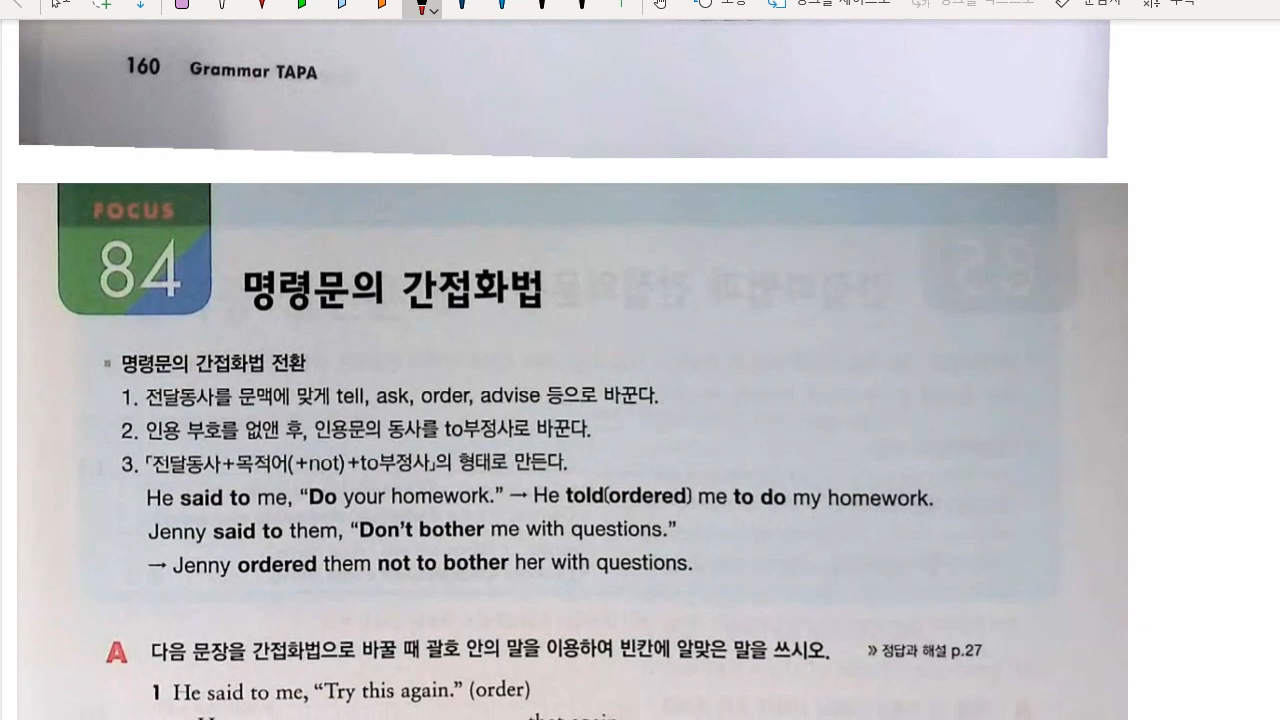 160 Grammar TAPA
FOCUS
84
명령문의 간접화법
명령문의 간접화법 전환
1. 전달동사를 문맥에 맞게 tell, ask, order, advise 등으로 바꾼다.
2. 인용 부호를 없앤 후, 인용문의 동사를 to부정사로 바꾼다.
3. 「전달동사+목적어(+not)+to부정사」의 형태로 만든다.
He said to me, “Do your homework.” → He told(ordered) me to do my homework.
Jenny said to them, “Don’t bother me with questions.”
→ Jenny ordered them not to bother her with questions.
A 다음 문장을 간접화법으로 바꿀 때 괄호 안의 말을 이용하여 빈칸에 알맞은 말을 쓰시오. » 정답과 해설 p.27
1 He said to me, “Try this again.” (order)